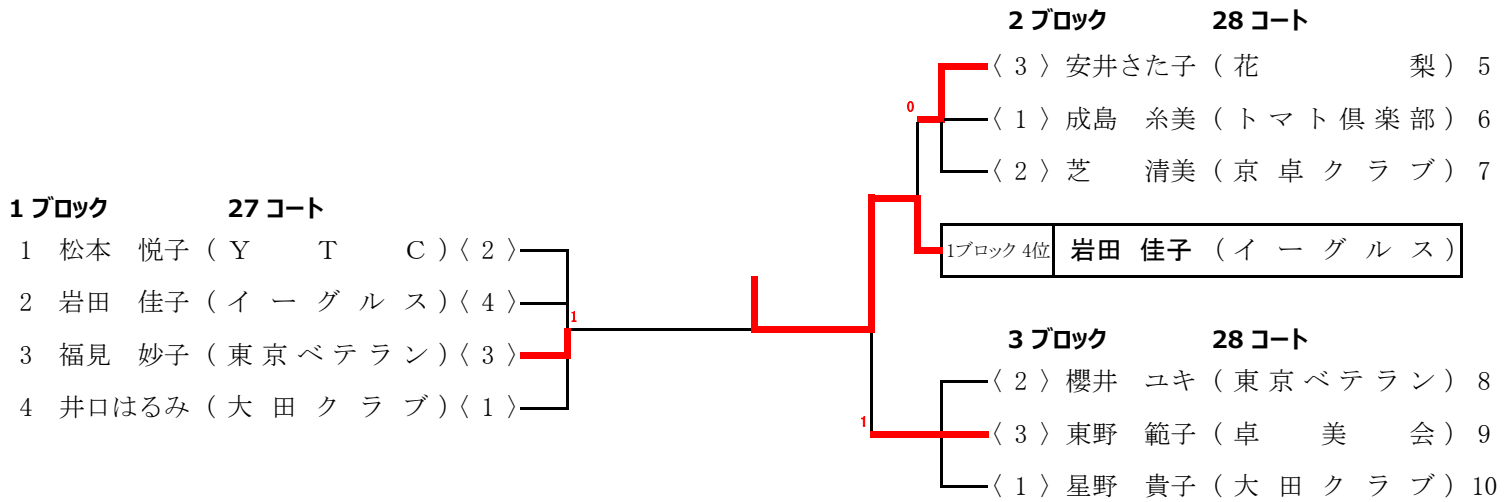 2 ブロック 28 コート
〈 3 〉 安井さた子 ( 花 梨 ) 5
0
〈 1 〉 成島 糸美 ( トマト倶楽部 ) 6
〈 2 〉 芝 清美 ( 京卓クラブ ) 7
1 ブロック 27 コート
1 松本 悦子 ( Y T C ) 〈 2 〉
1ブロック 4位 岩田 佳子 ( イーグルス )
2 岩田 佳子 ( イーグルス ) 〈 4 〉
1
3 福見 妙子 ( 東京ベテラン ) 〈 3 〉
4 井口はるみ ( 大田クラブ ) 〈 1 〉
3 ブロック 28 コート
〈 2 〉 櫻井 ユキ ( 東京ベテラン ) 8
1
〈 3 〉 東野 範子 ( 卓美会 ) 9
〈 1 〉 星野 貴子 ( 大田クラブ ) 10